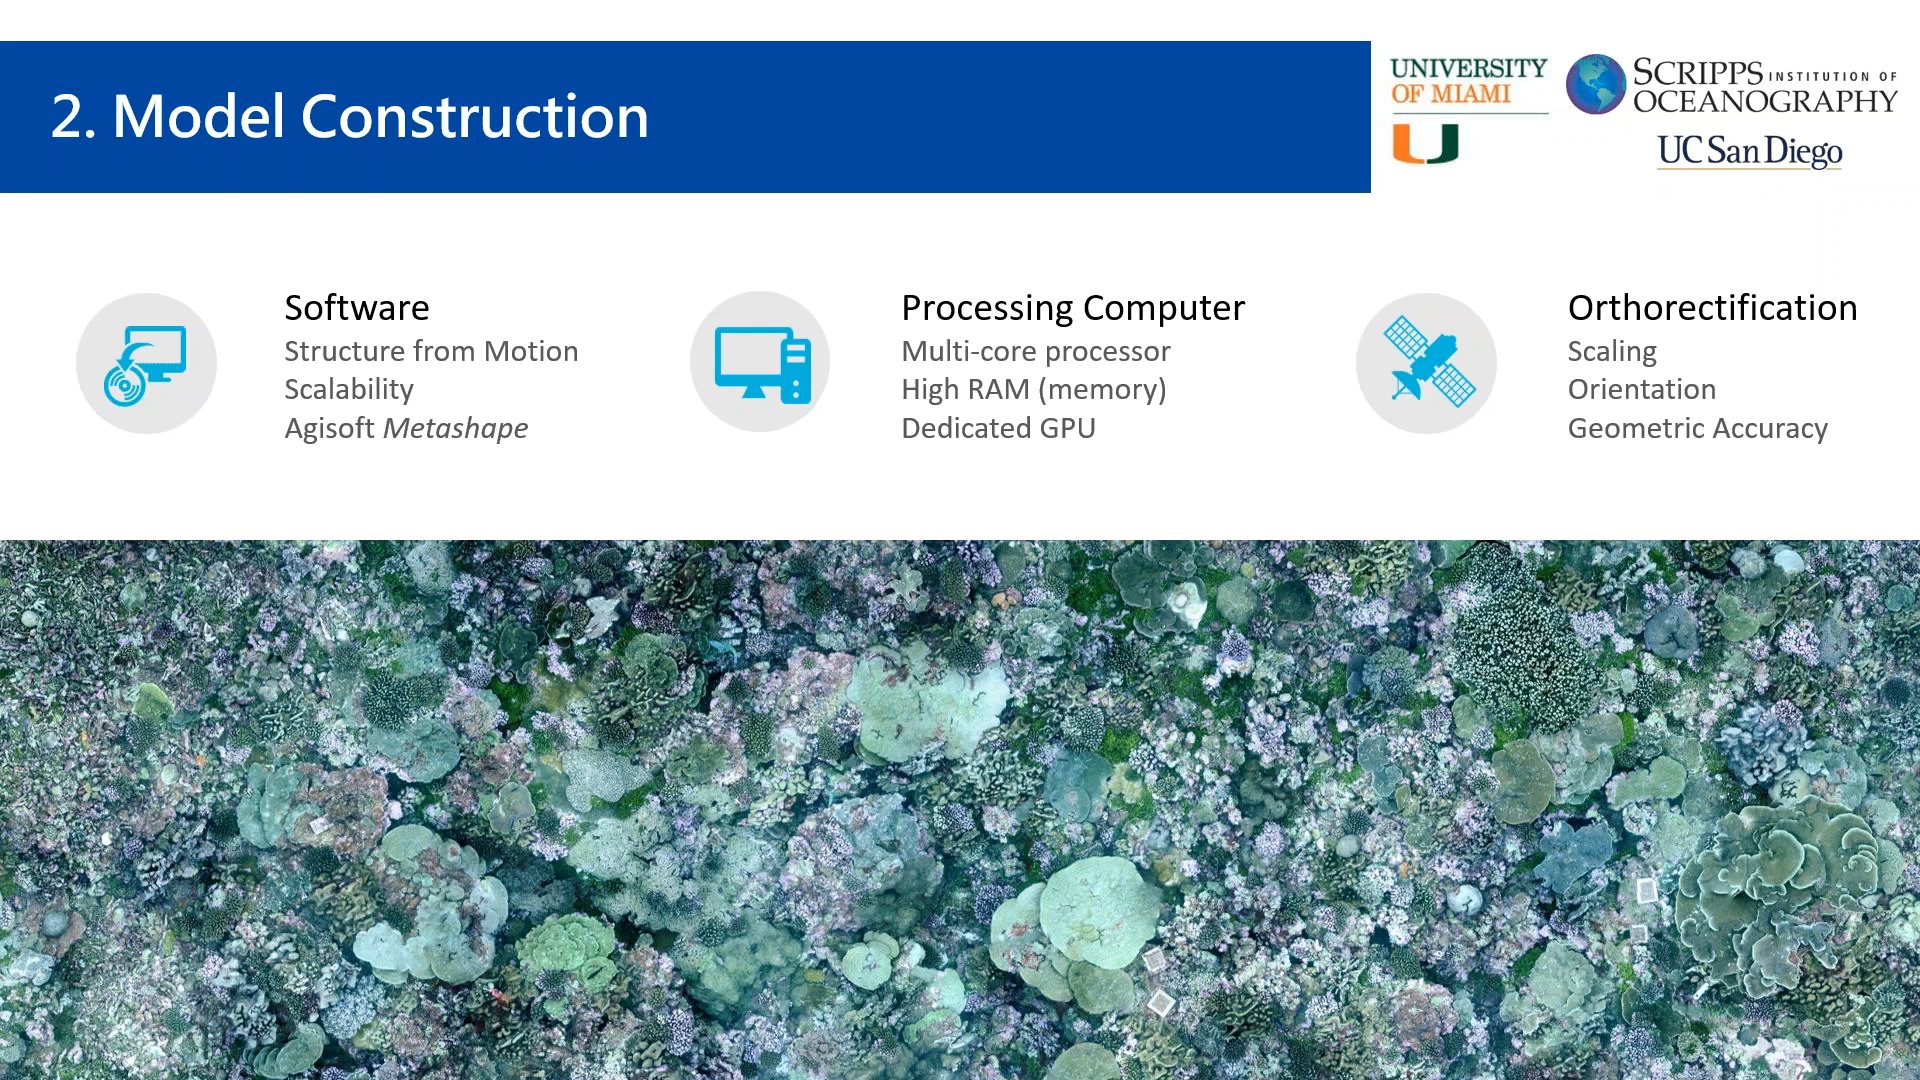 2. Model Construction
UNIVERSITY
OF MIAMI
SCRIPPS INSTITUTION OF
OCEANOGRAPHY
UC San Diego
Software
Structure from Motion
Scalability
Agisoft Metashape
Processing Computer
Multi-core processor
High RAM (memory)
Dedicated GPU
Orthorectification
Scaling
Orientation
Geometric Accuracy